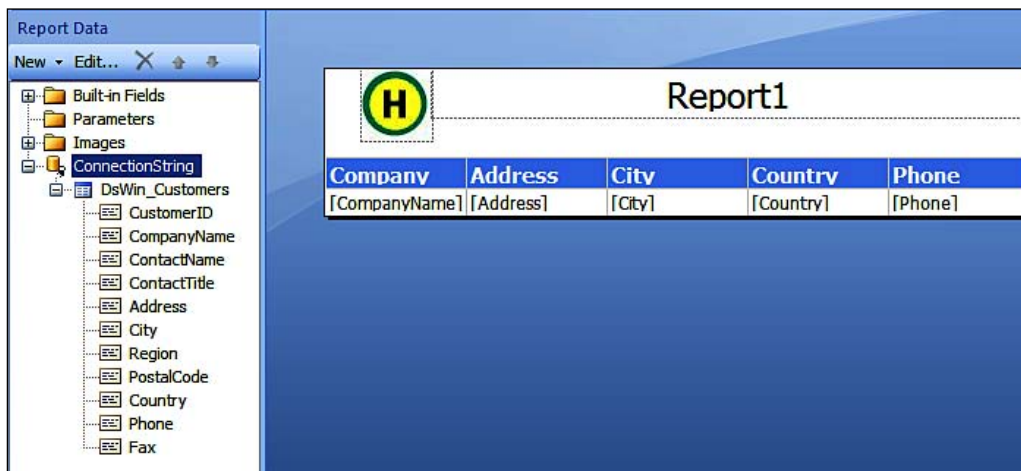 Report Data
New Edit...
Built-in Fields
Parameters
Images
ConnectionString
DsWin_Customers
CustomerID
CompanyName
ContactName
ContactTitle
Address
City
Region
PostalCode
Country
Phone
Fax
H
Report1
Company Address City Country Phone
[CompanyName] [Address] [City] [Country] [Phone]